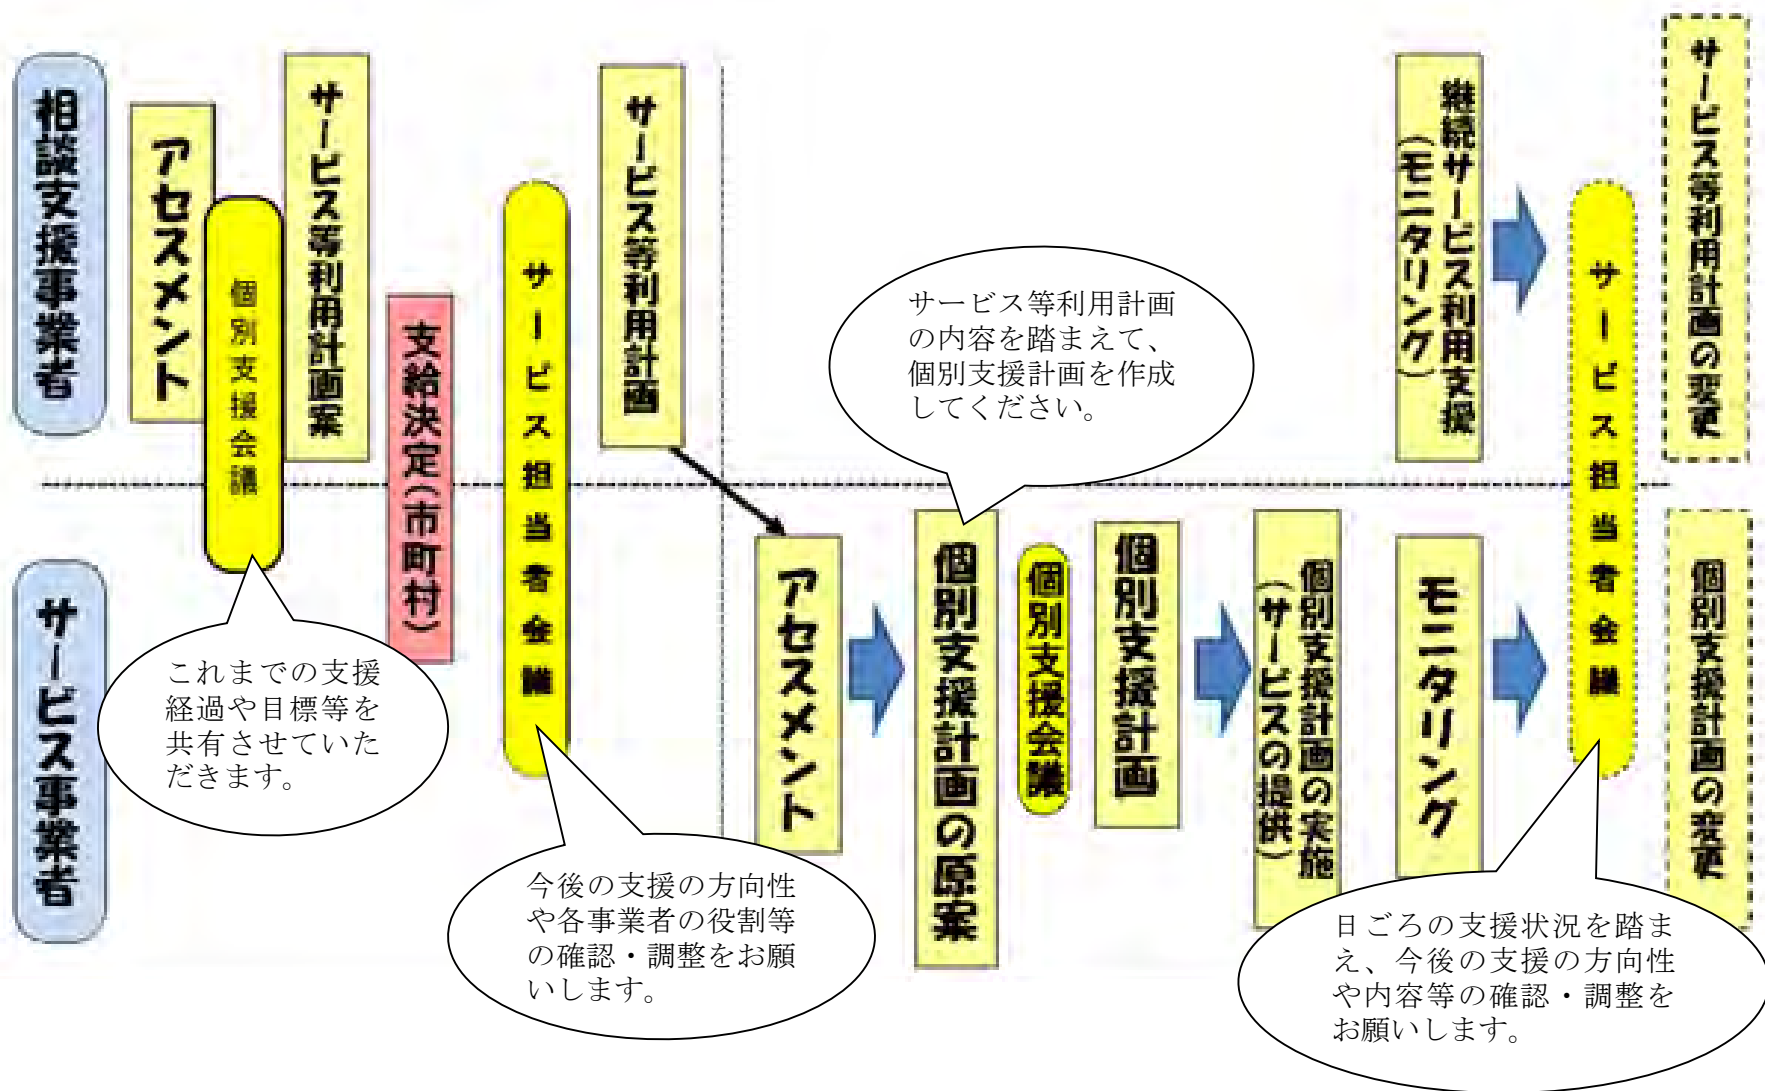 相談支援事業者
アセスメント
個別支援会議
サービス等利用計画案
支給決定(市町村)
サービス担当者会議
サービス等利用計画
継続サービス利用支援
(モニタリング)
サービス担当者会議
サービス等利用計画の変更
サービス等利用計画
の内容を踏まえて、
個別支援計画を作成
してください。
サービス事業者
これまでの支援
経過や目標等を
共有させていた
だきます。
今後の支援の方向性
や各事業者の役割等
の確認・調整をお願
いします。
アセスメント
個別支援計画の原案
個別支援会議
個別支援計画
個別支援計画の実施
(サービスの提供)
モニタリング
個別支援計画の変更
日ごろの支援状況を踏ま
え、今後の支援の方向性
や内容等の確認・調整を
お願いします。